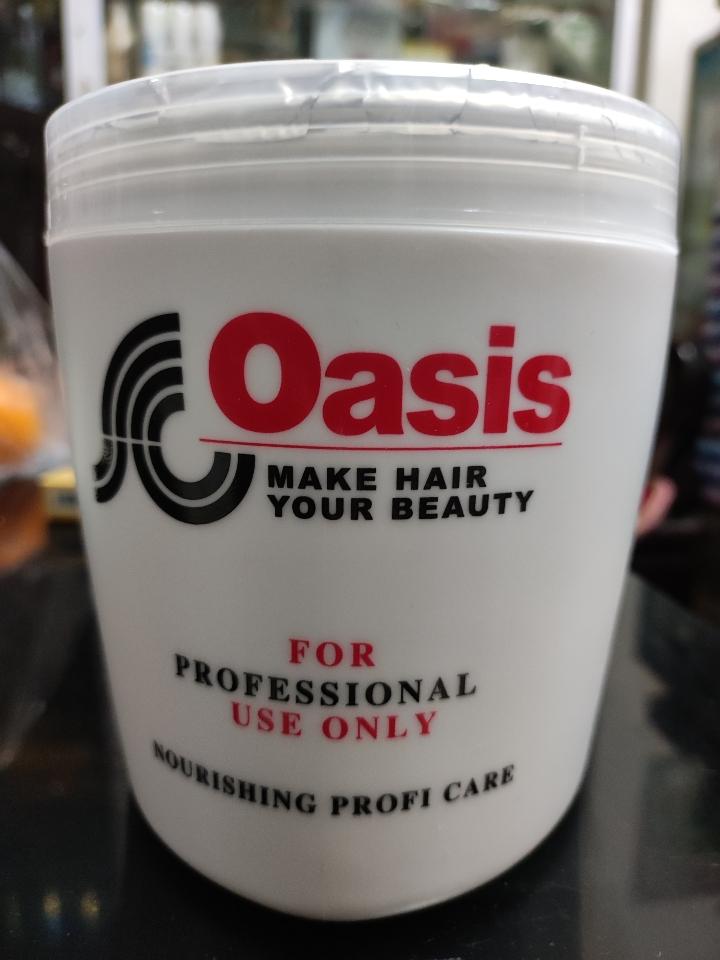 Oasis
MAKE HAIR
YOUR BEAUTY
FOR
PROFESSIONAL
USE ONLY
NOURISHING PROFI CARE